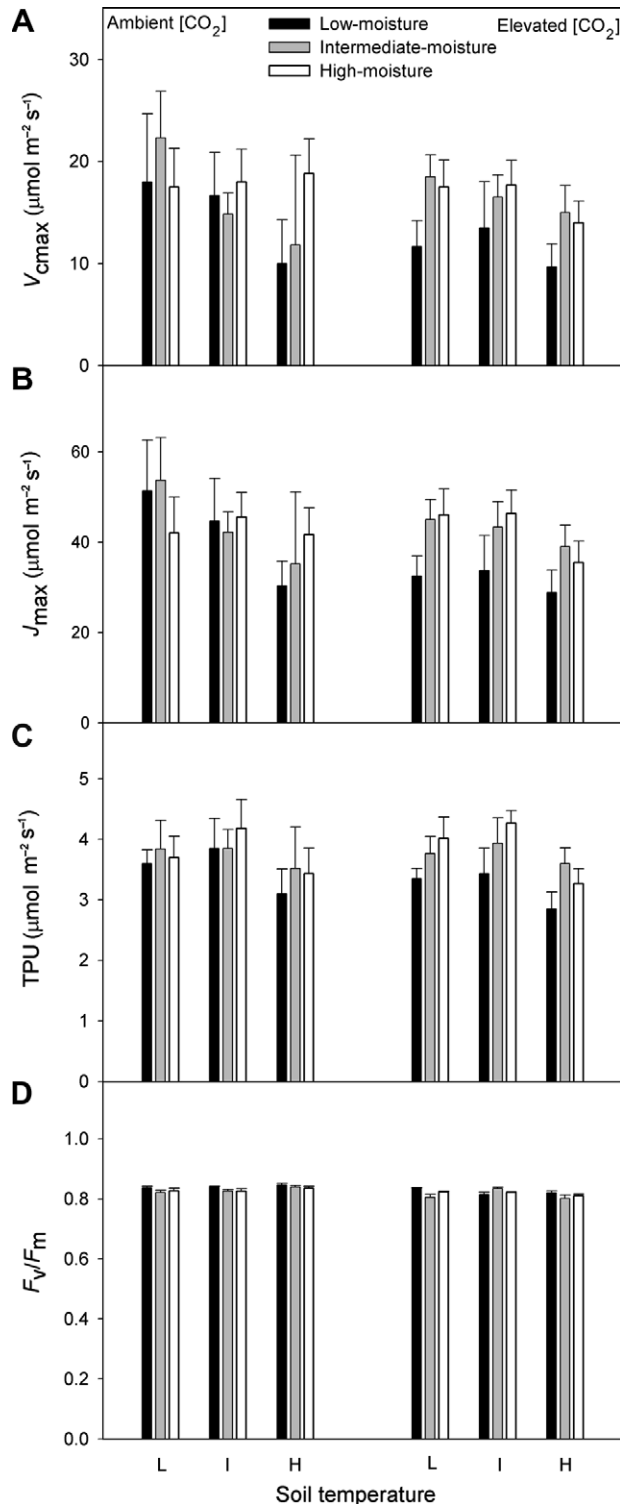 A
Ambient [CO2]
Elevated [CO2]
Low-moisture
Intermediate-moisture
High-moisture
30
20
10
0
Vcmax (μmol m−2 s−1)
B
60
40
20
0
Jmax (μmol m−2 s−1)
C
5
4
3
2
1
0
TPU (μmol m−2 s−1)
D
1.0
0.8
0.6
0.4
0.2
0.0
Fv/Fm
L I H L I H
Soil temperature